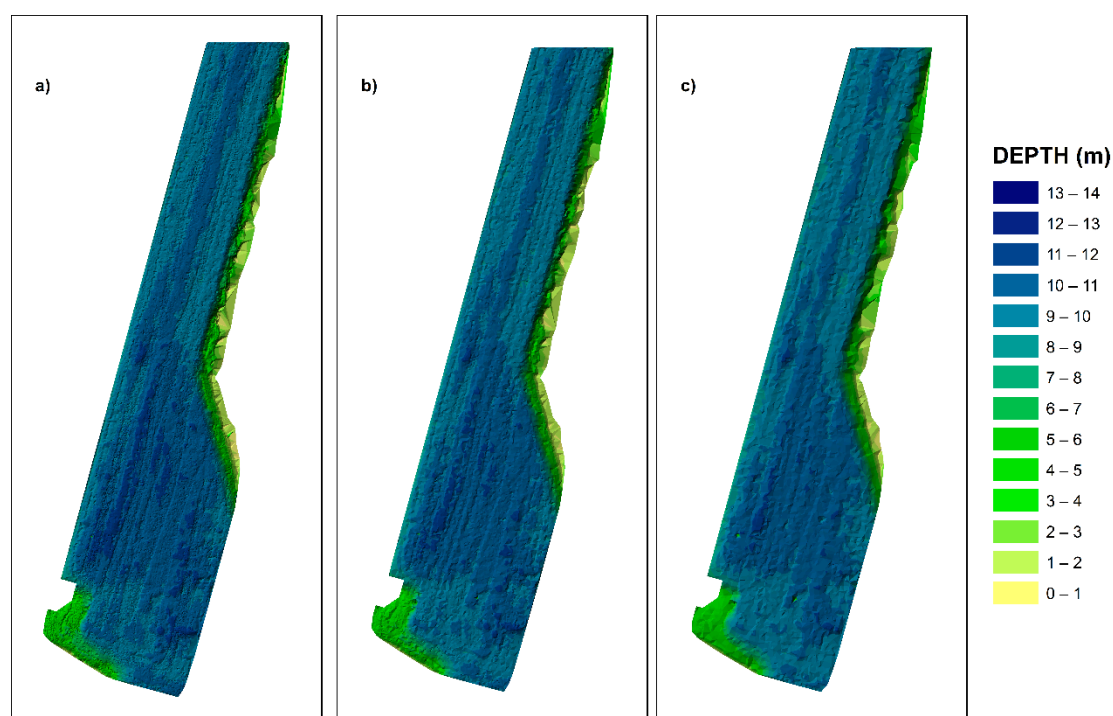 a)
b)
c)
DEPTH (m)
13 – 14
12 – 13
11 – 12
10 – 11
9 – 10
8 – 9
7 – 8
6 – 7
5 – 6
4 – 5
3 – 4
2 – 3
1 – 2
0 – 1